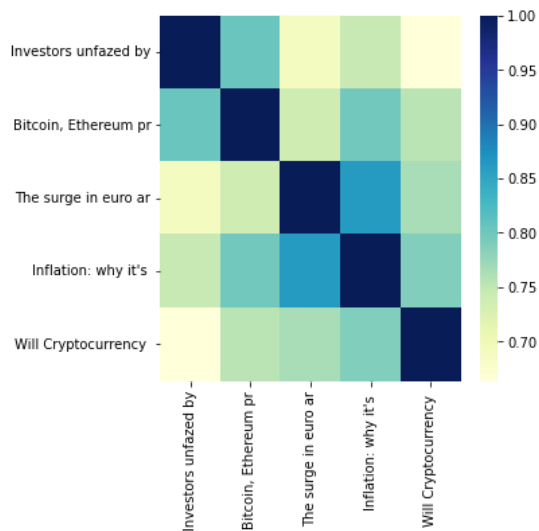 Investors unfazed by
Bitcoin, Ethereum pr
The surge in euro ar
Inflation: why it's
Will Cryptocurrency
1.00
0.95
0.90
0.85
0.80
0.75
0.70
Investors unfazed by
Bitcoin, Ethereum pr
The surge in euro ar
Inflation: why it's
Will Cryptocurrency